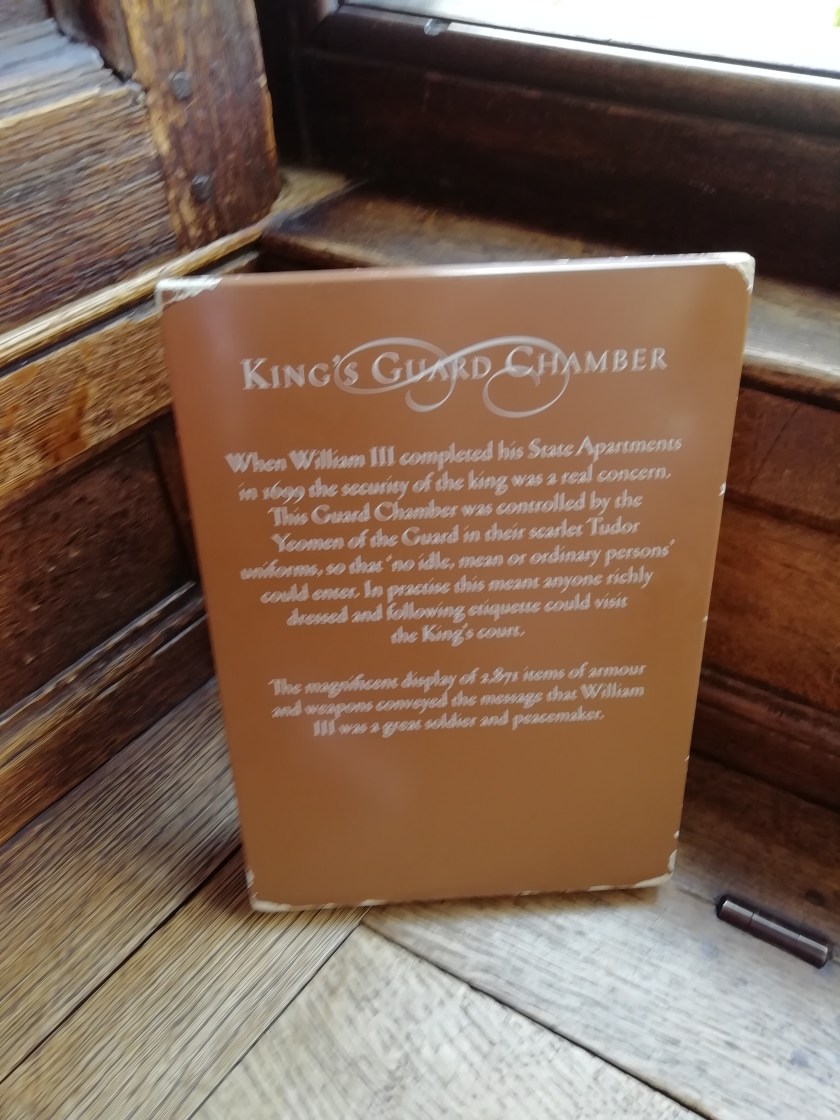 KING'S GUARD CHAMBER
When William III completed his State Apartments
in 1699 the security of the king was a real concern.
This Guard Chamber was controlled by the
Yeomen of the Guard in their scarlet Tudor
uniforms, so that 'no idle, mean or ordinary persons'
could enter. In practise this meant anyone richly
dressed and following etiquette could visit
the King's court.
The magnificent display of 2,871 items of armour
and weapons conveyed the message that William
III was a great soldier and peacemaker.